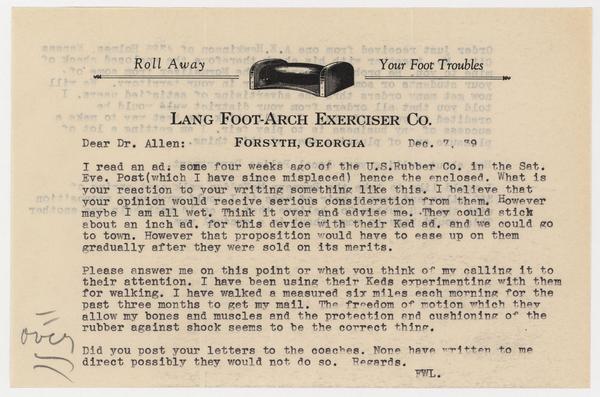 Roll Away
Your Foot Troubles
LANG FOOT-ARCH EXERCISER CO.
Dear Dr. Allen: FORSYTH, GEORGIA Dec. 7, 39
I read an ad. some four weeks ago of the U.S.Rubber Co. in the Sat.
Eve. Post(which I have since misplaced) hence the enclosed. What is
your reaction to your writing something like this. I believe that
your opinion would receive serious consideration from them. However
maybe I am all wet. Think it over and advise me. They could stick
about an inch ad. for this device with their Ked ad. and we could go
to town. However that proposition would have to ease up on them
gradually after they were sold on its merits.
Please answer me on this point or what you think of my calling it to
their attention. I have been using their Keds experimenting with them
for walking. I have walked a measured six miles each morning for the
past three months to get my mail. The freedom of motion which they
allow my bones and muscles and the protection and cushioning of the
rubber against shock seems to be the correct thing.
over
Did you post your letters to the coaches. None have written to me
direct possibly they would not do so. Regards.
FWL.